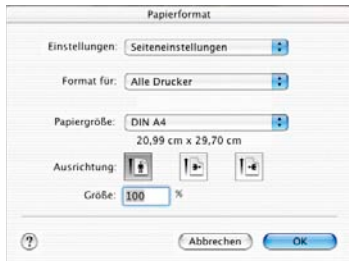 Papierformat
Einstellungen: Seiteneinstellungen
Format für: Alle Drucker
Papiergröße: DIN A4
20,99 cm x 29,70 cm
Ausrichtung:
Größe: 100 %
? Abbrechen OK